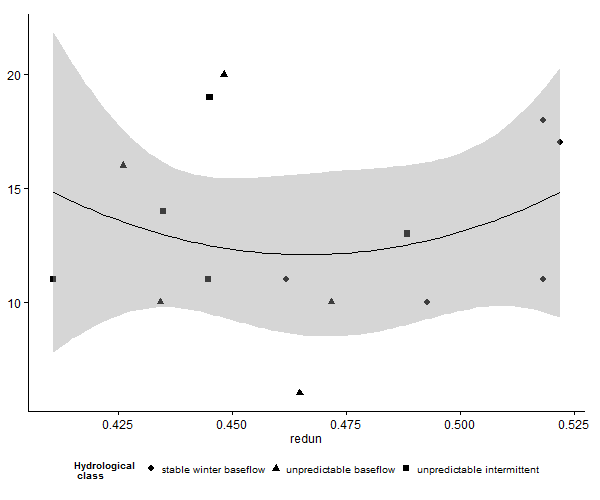 20
15
10
0.425 0.450 0.475 0.500 0.525
redun
Hydrological
class
stable winter baseflow unpredictable baseflow unpredictable intermittent